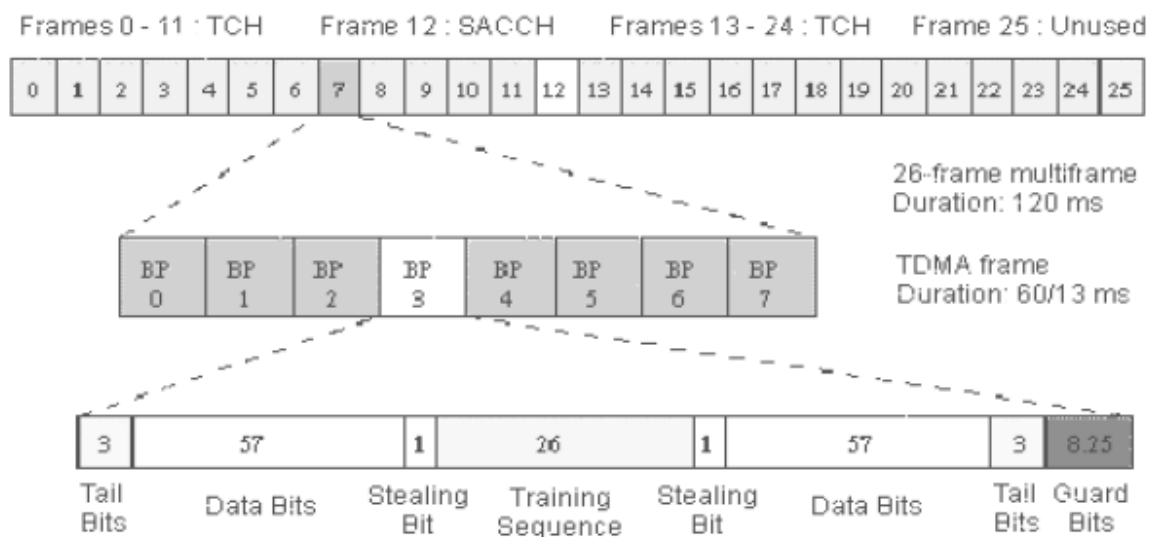 Frames 0 - 11 : TCH Frame 12 : SACCH Frames 13 - 24 : TCH Frame 25 : Unused
0 1 2 3 4 5 6 7 8 9 10 11 12 13 14 15 16 17 18 19 20 21 22 23 24 25
26-frame multiframe
Duration: 120 ms
BP BP BP BP BP BP BP BP
0 1 2 3 4 5 6 7
TDMA frame
Duration: 60/13 ms
3 57 1 26 1 57 3 8.25
Tail Data Bits Stealing Training Stealing Data Bits Tail Guard
Bits Bit Sequence Bit Bits Bits